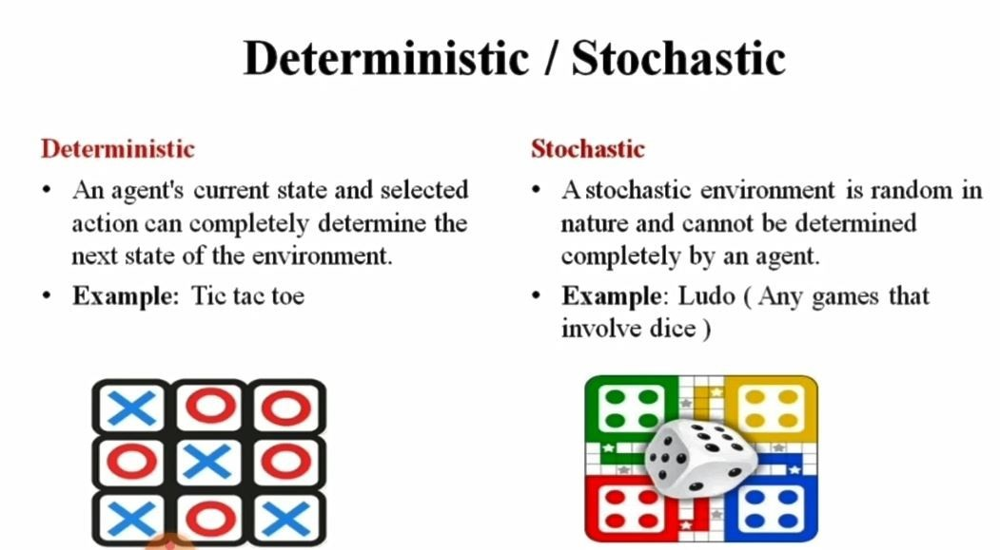 Deterministic / Stochastic
Deterministic
• An agent's current state and selected
action can completely determine the
next state of the environment.
• Example: Tic tac toe
Stochastic
• A stochastic environment is random in
nature and cannot be determined
completely by an agent.
• Example: Ludo ( Any games that
involve dice )
X O O
O X O
X O X